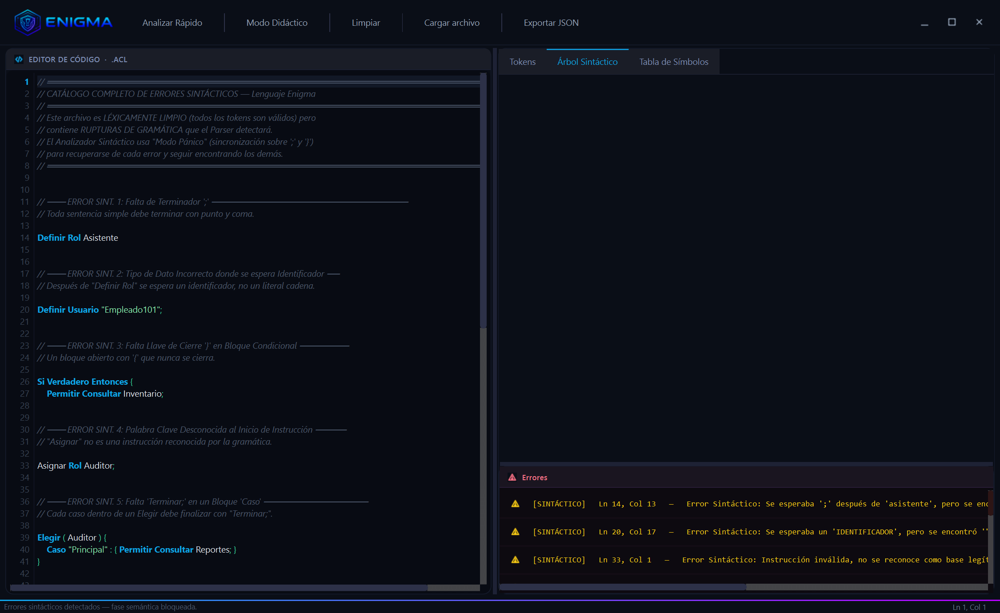 ENIGMA
Analizar Rápido
Modo Didáctico
Limpiar
Cargar archivo
Exportar JSON
EDITOR DE CÓDIGO · .ACL
1 // ══════════════════════════════════════════
2 // CATÁLOGO COMPLETO DE ERRORES SINTÁCTICOS — Lenguaje Enigma
3 // ══════════════════════════════════════════
4 // Este archivo es LÉXICAMENTE LIMPIO (todos los tokens son válidos) pero
5 // contiene RUPTURAS DE GRAMÁTICA que el Parser detectará.
6 // El Analizador Sintáctico usa "Modo Pánico" (sincronización sobre ';' y '}')
7 // para recuperarse de cada error y seguir encontrando los demás.
8 // ══════════════════════════════════════════
9
10
11 // ──── ERROR SINT. 1: Falta de Terminador ';' ────────────────────────
12 // Toda sentencia simple debe terminar con punto y coma.
13
14 Definir Rol Asistente
15
16
17 // ──── ERROR SINT. 2: Tipo de Dato Incorrecto donde se espera Identificador ──
18 // Después de "Definir Rol" se espera un identificador, no un literal cadena.
19
20 Definir Usuario "Empleado101";
21
22
23 // ──── ERROR SINT. 3: Falta Llave de Cierre '}' en Bloque Condicional ────────
24 // Un bloque abierto con '{' que nunca se cierra.
25
26 Si Verdadero Entonces {
27 Permitir Consultar Inventario;
28
29
30 // ──── ERROR SINT. 4: Palabra Clave Desconocida al Inicio de Instrucción ─────
31 // "Asignar" no es una instrucción reconocida por la gramática.
32
33 Asignar Rol Auditor;
34
35
36 // ──── ERROR SINT. 5: Falta 'Terminar;' en un Bloque 'Caso' ────────────────
37 // Cada caso dentro de un Elegir debe finalizar con "Terminar;".
38
39 Elegir ( Auditor ) {
40 Caso "Principal" : { Permitir Consultar Reportes; }
41 }
42
Tokens
Árbol Sintáctico
Tabla de Símbolos
Errores
[SINTÁCTICO] Ln 14, Col 13 — Error Sintáctico: Se esperaba ';' después de 'asistente', pero se enc
[SINTÁCTICO] Ln 20, Col 17 — Error Sintáctico: Se esperaba un 'IDENTIFICADOR', pero se encontró '
[SINTÁCTICO] Ln 33, Col 1 — Error Sintáctico: Instrucción inválida, no se reconoce como base legít
Errores sintácticos detectados — fase semántica bloqueada.
Ln 1, Col 1